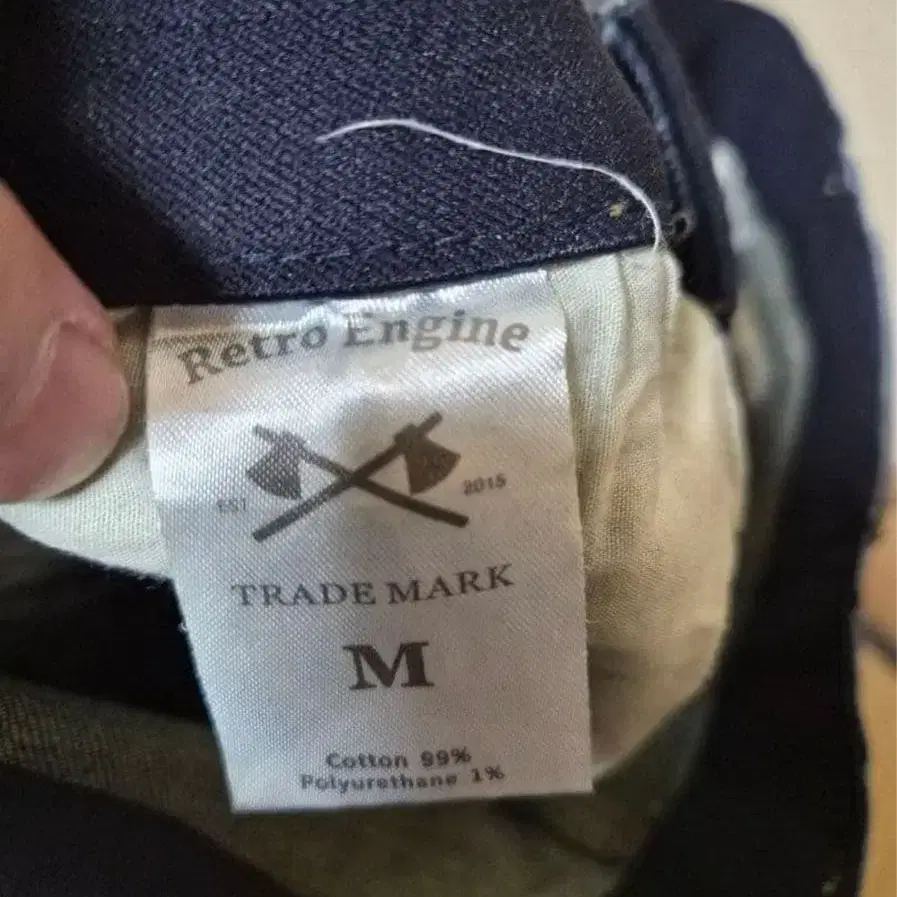 Retro Engine
EST 2015
TRADE MARK
M
Cotton 99%
Polyurethane 1%